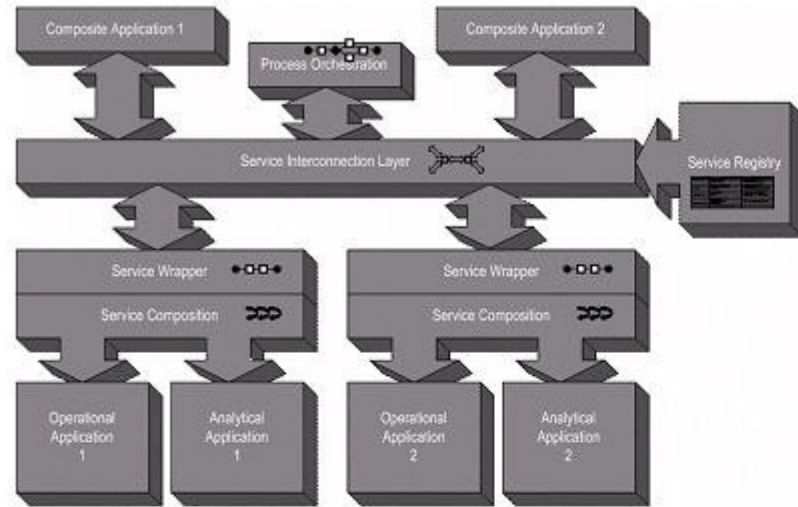 Composite Application 1
Composite Application 2
Process Orchestration
Service Interconnection Layer
Service Registry
Service Wrapper
Service Wrapper
Service Composition
Service Composition
Operational
Application
1
Analytical
Application
1
Operational
Application
2
Analytical
Application
2